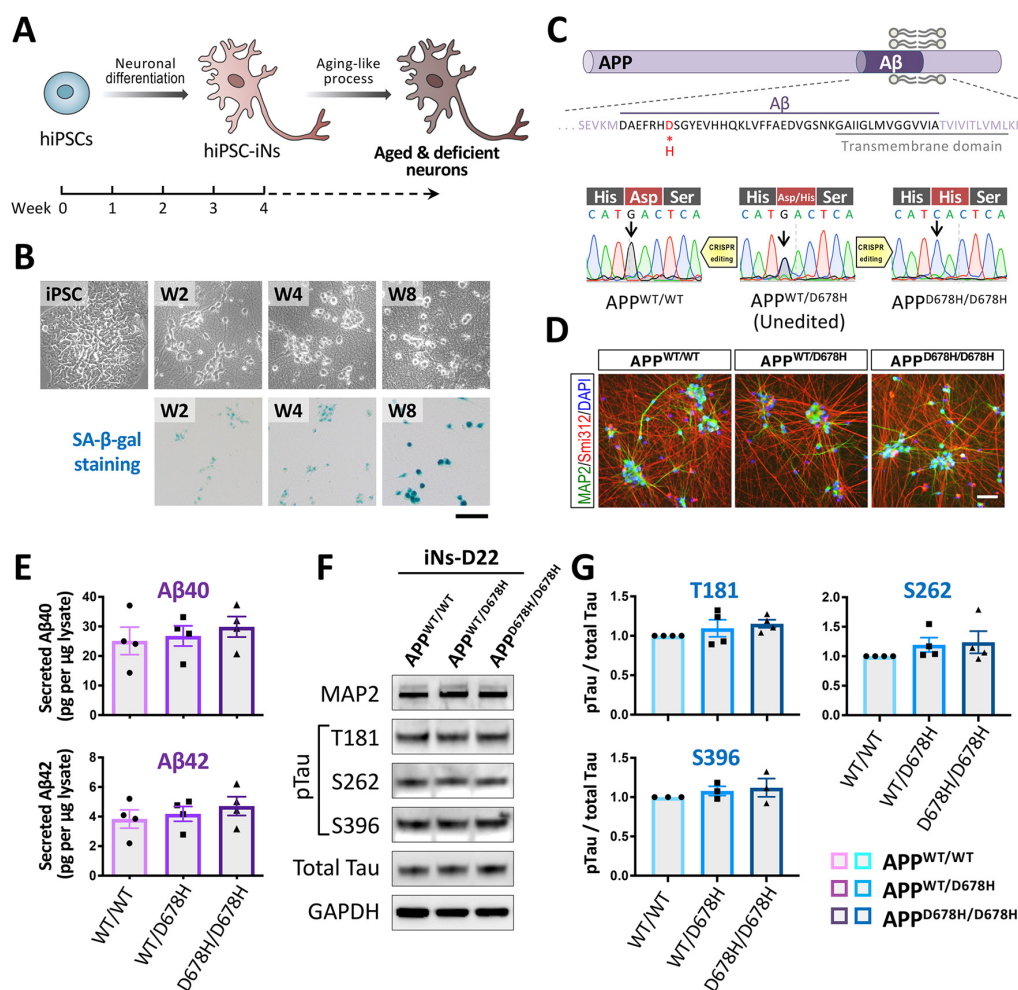 A
Neuronal
differentiation
Aging-like
process
hiPSCs
hiPSC-iNs
Aged & deficient
neurons
Week 0 1 2 3 4
B
iPSC W2 W4 W8
SA-β-gal
staining
W2 W4 W8
C
APP Aβ
Aβ
...SEVKMDAEFRHDSGYEVHHQKLVFFAEDVGSNKGAIIGLMVGGVVIATVIVITLVMLKK
*
H
Transmembrane domain
His Asp Ser His Asp/His Ser His His Ser
CATGACTCA CATGACTCA CATCACTCA
CRISPR
editing
CRISPR
editing
APPWT/WT APPWT/D678H APPD678H/D678H
(Unedited)
D
APPWT/WT APPWT/D678H APPD678H/D678H
MAP2/Smi312/DAPI
E
Aβ40
Secreted Aβ40
(pg per µg lysate)
40
30
20
10
0
Aβ42
Secreted Aβ42
(pg per µg lysate)
8
6
4
2
0
WT/WT
WT/D678H
D678H/D678H
F
iNs-D22
APPWT/WT
APPWT/D678H
APPD678H/D678H
MAP2
pTau
T181
S262
S396
Total Tau
GAPDH
G
T181
pTau / total Tau
1.5
1.0
0.5
0.0
S262
2.0
1.5
1.0
0.5
0.0
WT/WT
WT/D678H
D678H/D678H
S396
pTau / total Tau
1.5
1.0
0.5
0.0
WT/WT
WT/D678H
D678H/D678H
APPWT/WT
APPWT/D678H
APPD678H/D678H